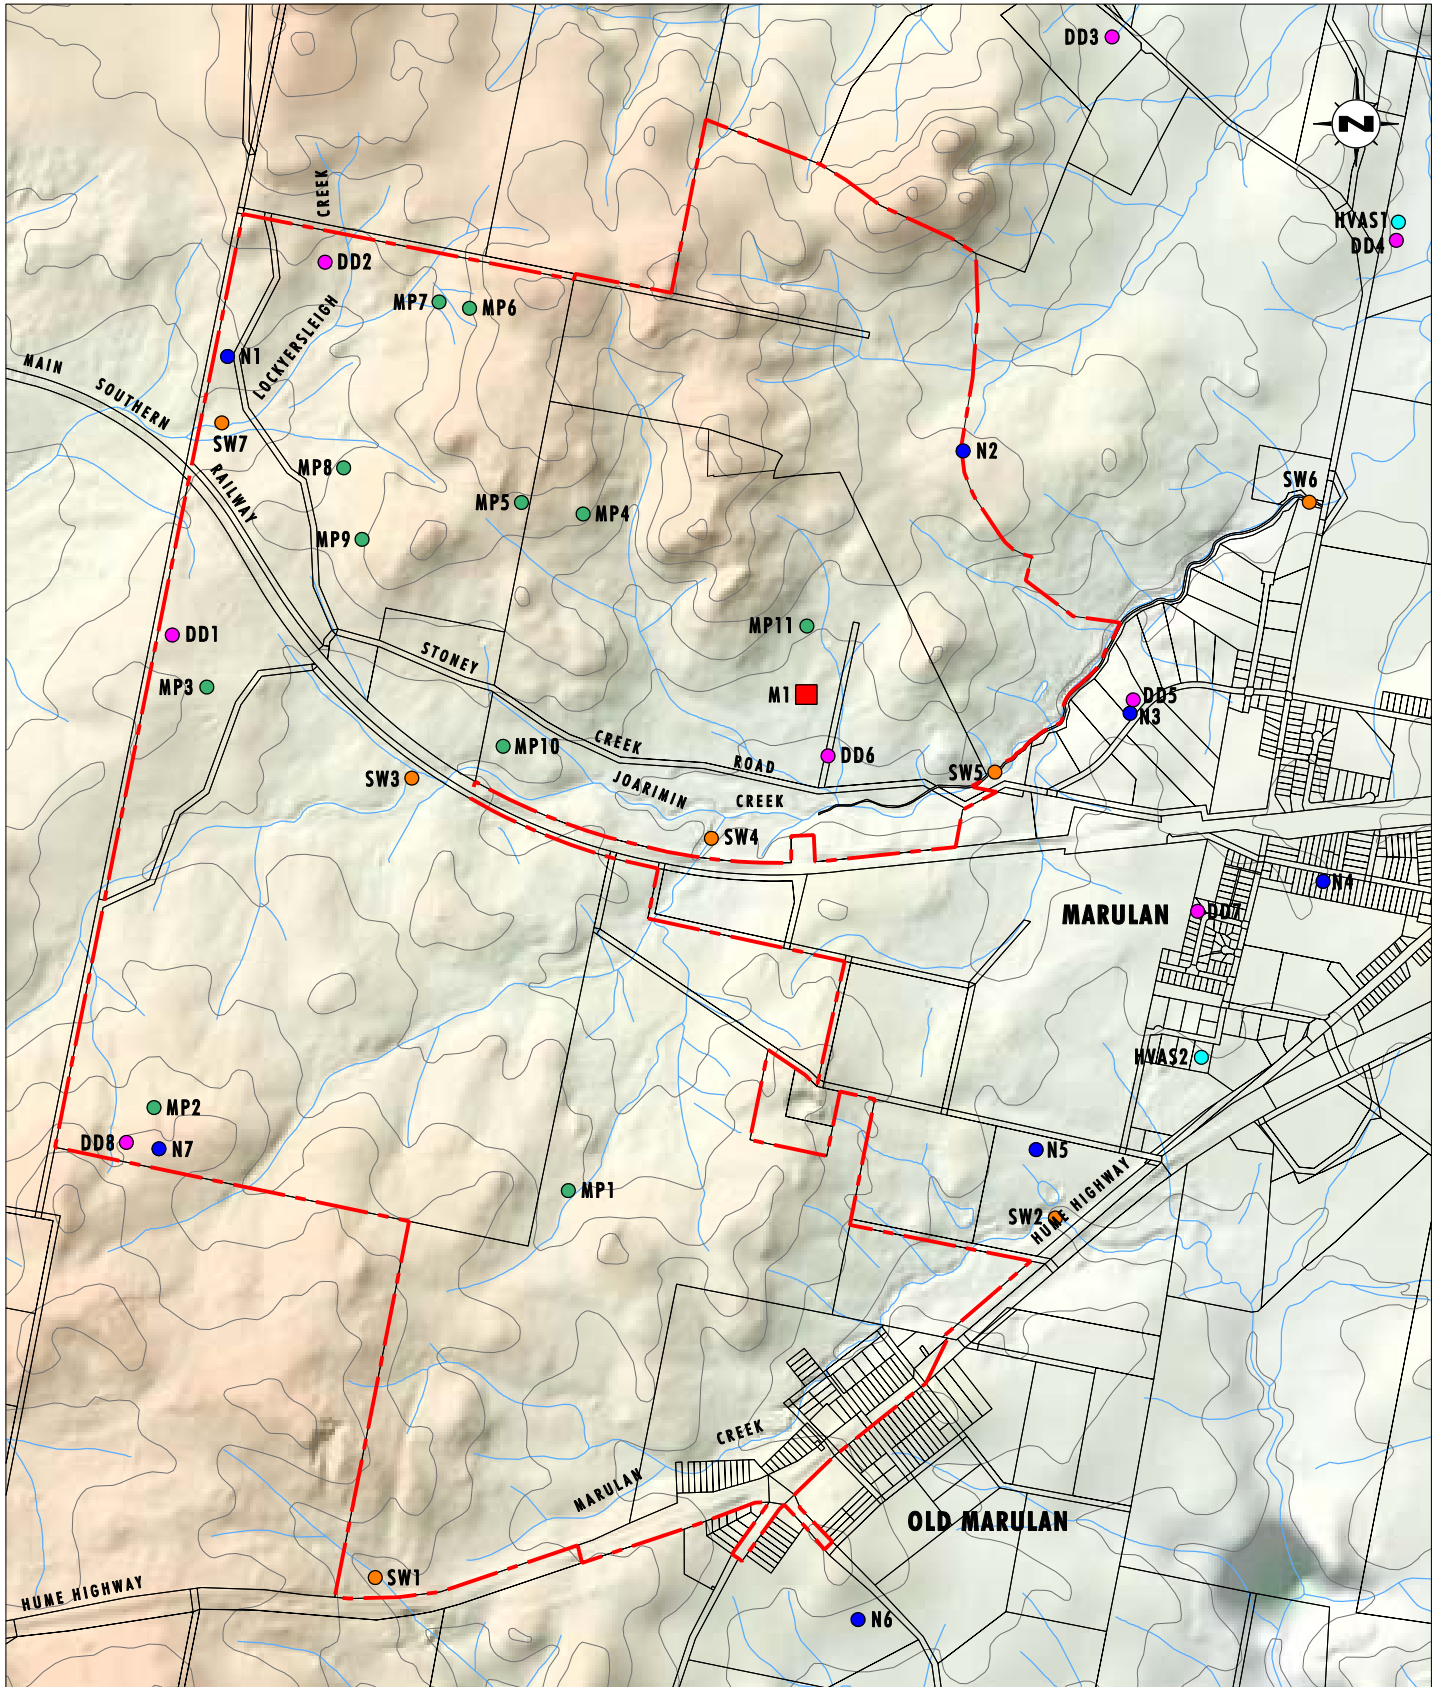 DD3
N
HVAS1
DD4
CREEK
DD2
MP7
MP6
N1
LOCKYERSLEIGH
MAIN SOUTHERN RAILWAY
SW7
N2
MP8
MP5
MP4
SW6
MP9
DD1
MP11
MP3
STONEY CREEK ROAD
M1
DD5
N3
MP10
DD6
SW3
SW5
JOARIMIN CREEK
SW4
N4
MARULAN
DD7
HVAS2
MP2
DD8
N7
N5
MP1
SW2
HUME HIGHWAY
MARULAN CREEK
OLD MARULAN
SW1
HUME HIGHWAY
N6